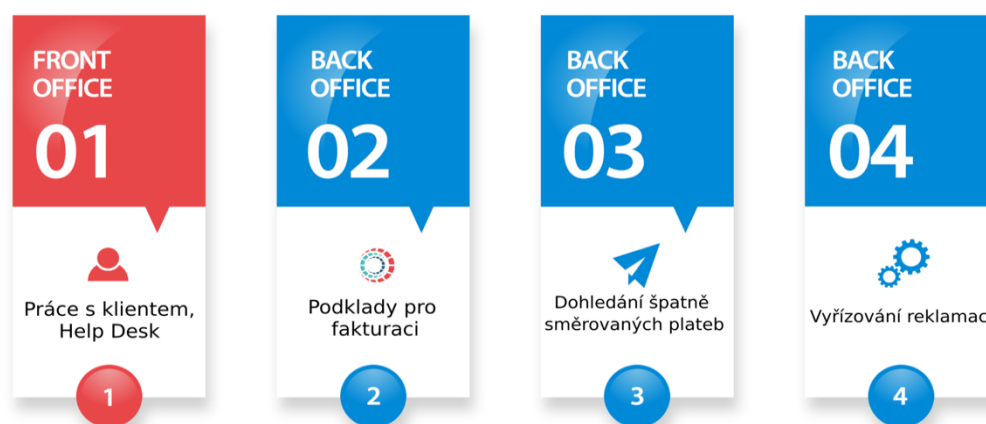 FRONT
OFFICE
01
Práce s klientem,
Help Desk
1
BACK
OFFICE
02
Podklady pro
fakturaci
2
BACK
OFFICE
03
Dohledání špatně
směrovaných plateb
3
BACK
OFFICE
04
Vyřizování reklamac
4